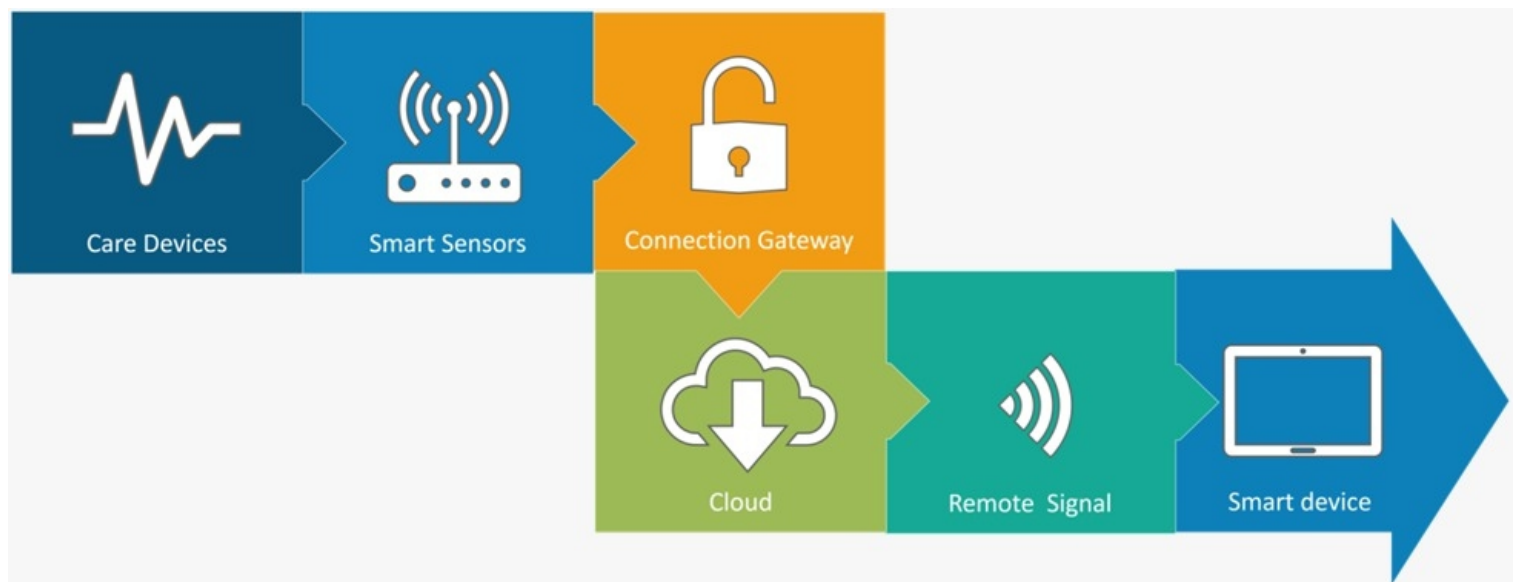 Care Devices
Smart Sensors
Connection Gateway
Cloud
Remote Signal
Smart device